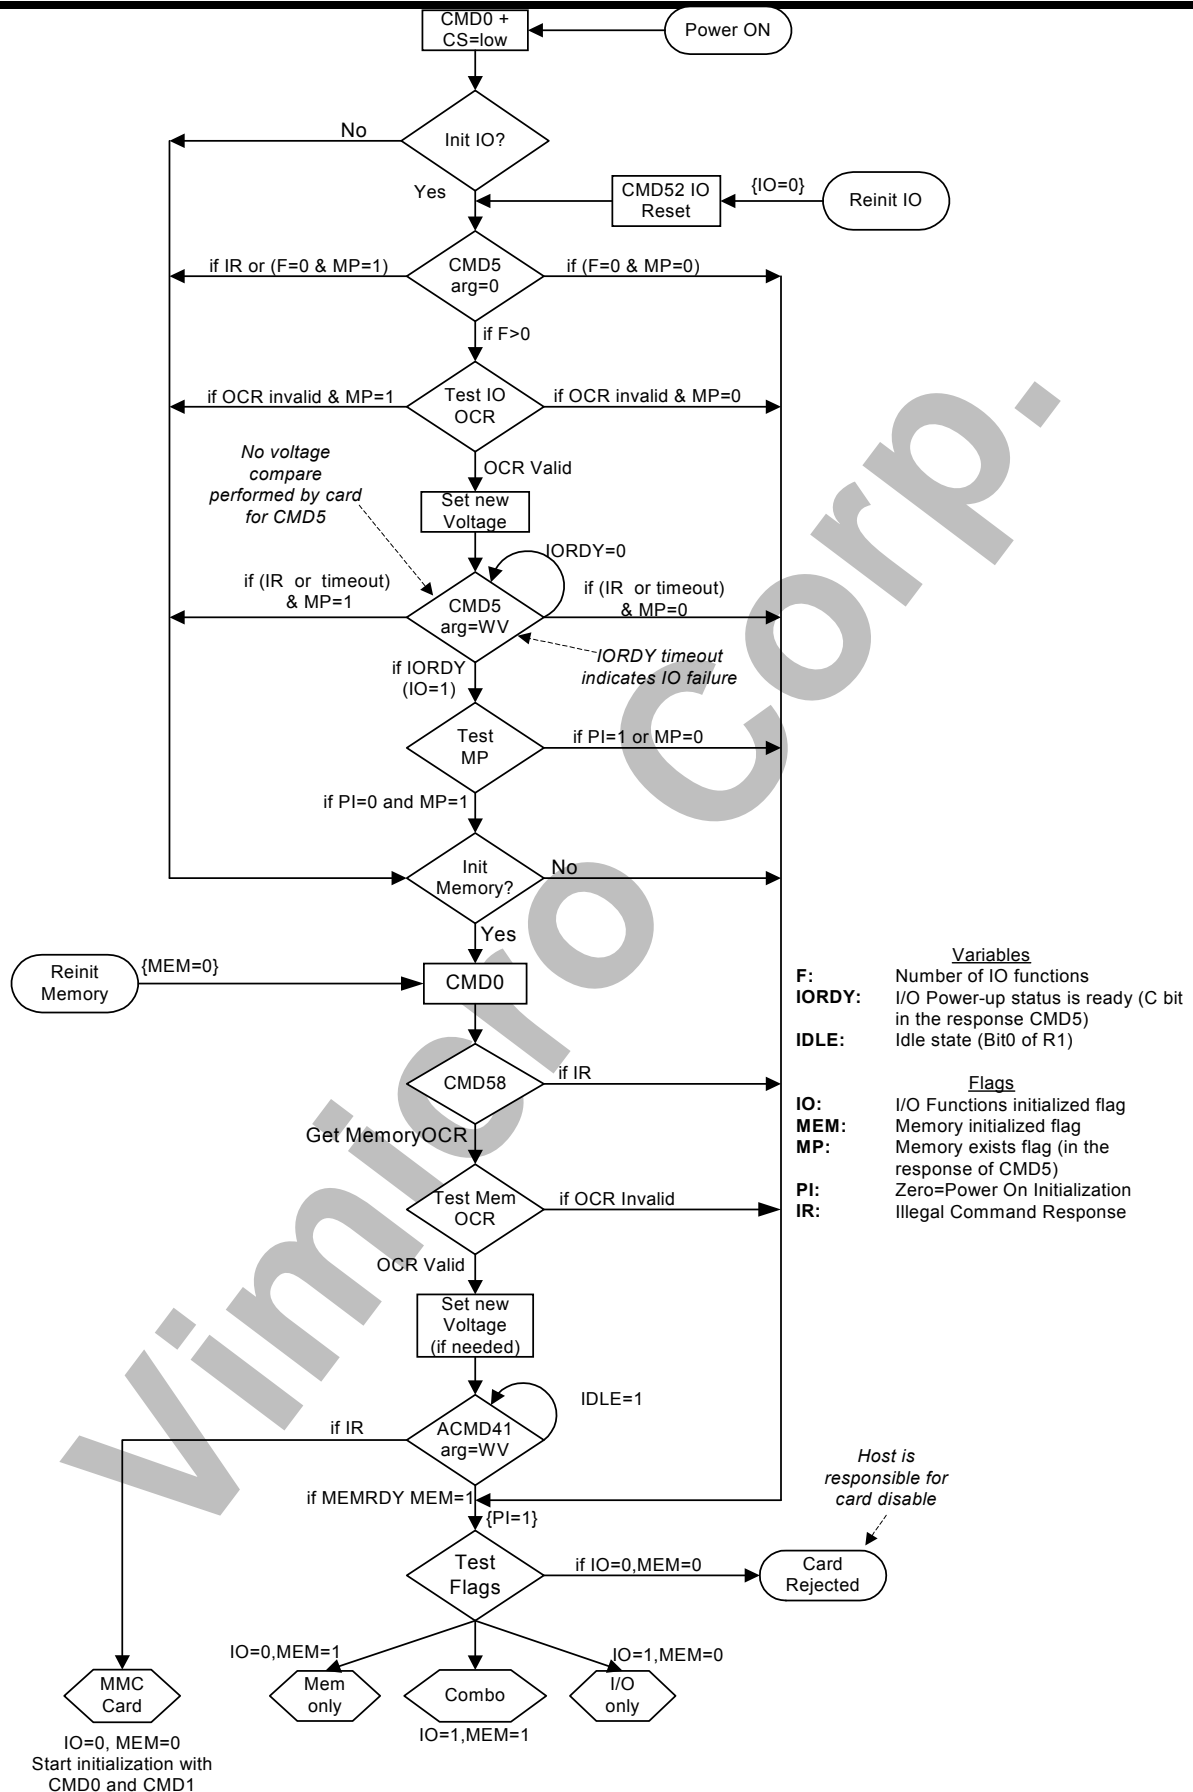 CMD0 +
CS=low
Power ON
No
Init IO?
Yes
CMD52 IO
Reset
{IO=0}
Reinit IO
if IR or (F=0 & MP=1)
CMD5
arg=0
if (F=0 & MP=0)
if F>0
if OCR invalid & MP=1
Test IO
OCR
if OCR invalid & MP=0
No voltage
compare
performed by card
for CMD5
OCR Valid
Set new
Voltage
IORDY=0
if (IR or timeout)
& MP=1
CMD5
arg=WV
if (IR or timeout)
& MP=0
IORDY timeout
indicates IO failure
if IORDY
(IO=1)
Test
MP
if PI=1 or MP=0
if PI=0 and MP=1
Init
Memory?
No
Yes
Reinit
Memory
{MEM=0}
CMD0
Variables
F: Number of IO functions
IORDY: I/O Power-up status is ready (C bit
in the response CMD5)
IDLE: Idle state (Bit0 of R1)
Flags
IO: I/O Functions initialized flag
MEM: Memory initialized flag
MP: Memory exists flag (in the
response of CMD5)
PI: Zero=Power On Initialization
IR: Illegal Command Response
CMD58
if IR
Get MemoryOCR
Test Mem
OCR
if OCR Invalid
OCR Valid
Set new
Voltage
(if needed)
IDLE=1
if IR
ACMD41
arg=WV
Host is
responsible for
card disable
if MEMRDY MEM=1
{PI=1}
Test
Flags
if IO=0,MEM=0
Card
Rejected
IO=0,MEM=1
IO=1,MEM=0
MMC
Card
Mem
only
Combo
I/O
only
IO=1,MEM=1
IO=0, MEM=0
Start initialization with
CMD0 and CMD1
Vimicro Corp.